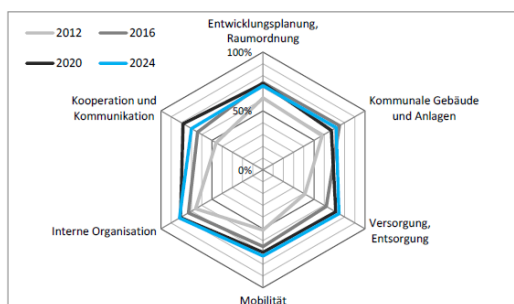 2012
2016
2020
2024
Entwicklungsplanung,
Raumordnung
100%
Kooperation und
Kommunikation
Kommunale Gebäude
und Anlagen
50%
0%
Interne Organisation
Versorgung,
Entsorgung
Mobilität